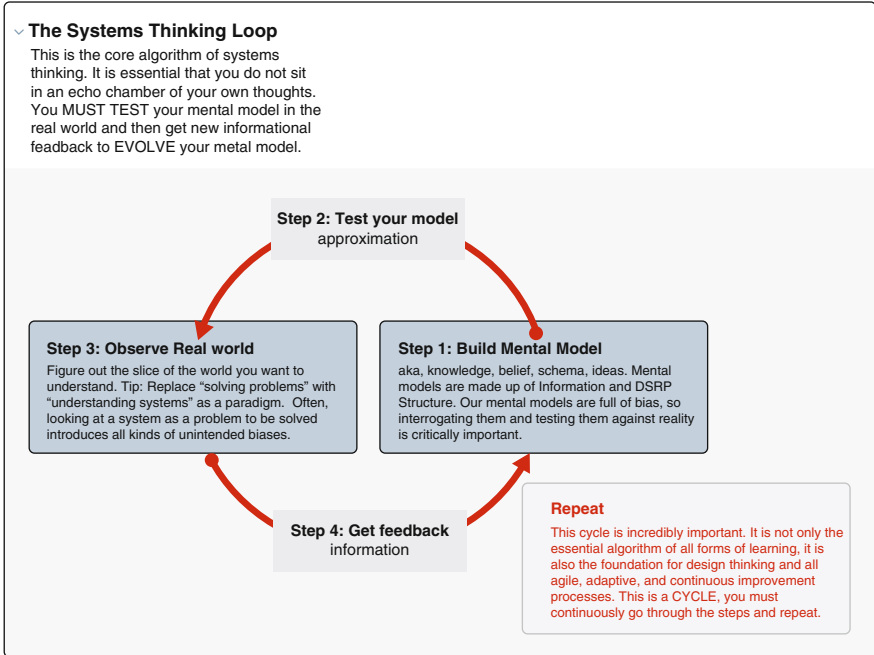 The Systems Thinking Loop
This is the core algorithm of systems
thinking. It is essential that you do not sit
in an echo chamber of your own thoughts.
You MUST TEST your mental model in the
real world and then get new informational
feadback to EVOLVE your metal model.
Step 2: Test your model
approximation
Step 3: Observe Real world
Figure out the slice of the world you want to
understand. Tip: Replace “solving problems” with
“understanding systems” as a paradigm. Often,
looking at a system as a problem to be solved
introduces all kinds of unintended biases.
Step 1: Build Mental Model
aka, knowledge, belief, schema, ideas. Mental
models are made up of Information and DSRP
Structure. Our mental models are full of bias, so
interrogating them and testing them against reality
is critically important.
Step 4: Get feedback
information
Repeat
This cycle is incredibly important. It is not only the
essential algorithm of all forms of learning, it is
also the foundation for design thinking and all
agile, adaptive, and continuous improvement
processes. This is a CYCLE, you must
continuously go through the steps and repeat.